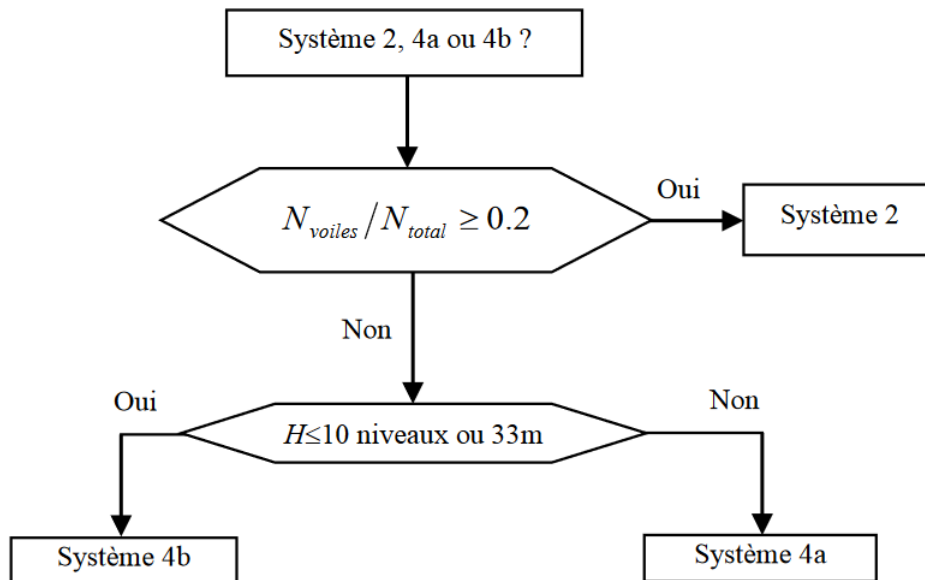 Système 2, 4a ou 4b ?
N_voiles/N_total ≥ 0.2
Oui
Système 2
Non
Oui
Non
H≤10 niveaux ou 33m
Système 4b
Système 4a